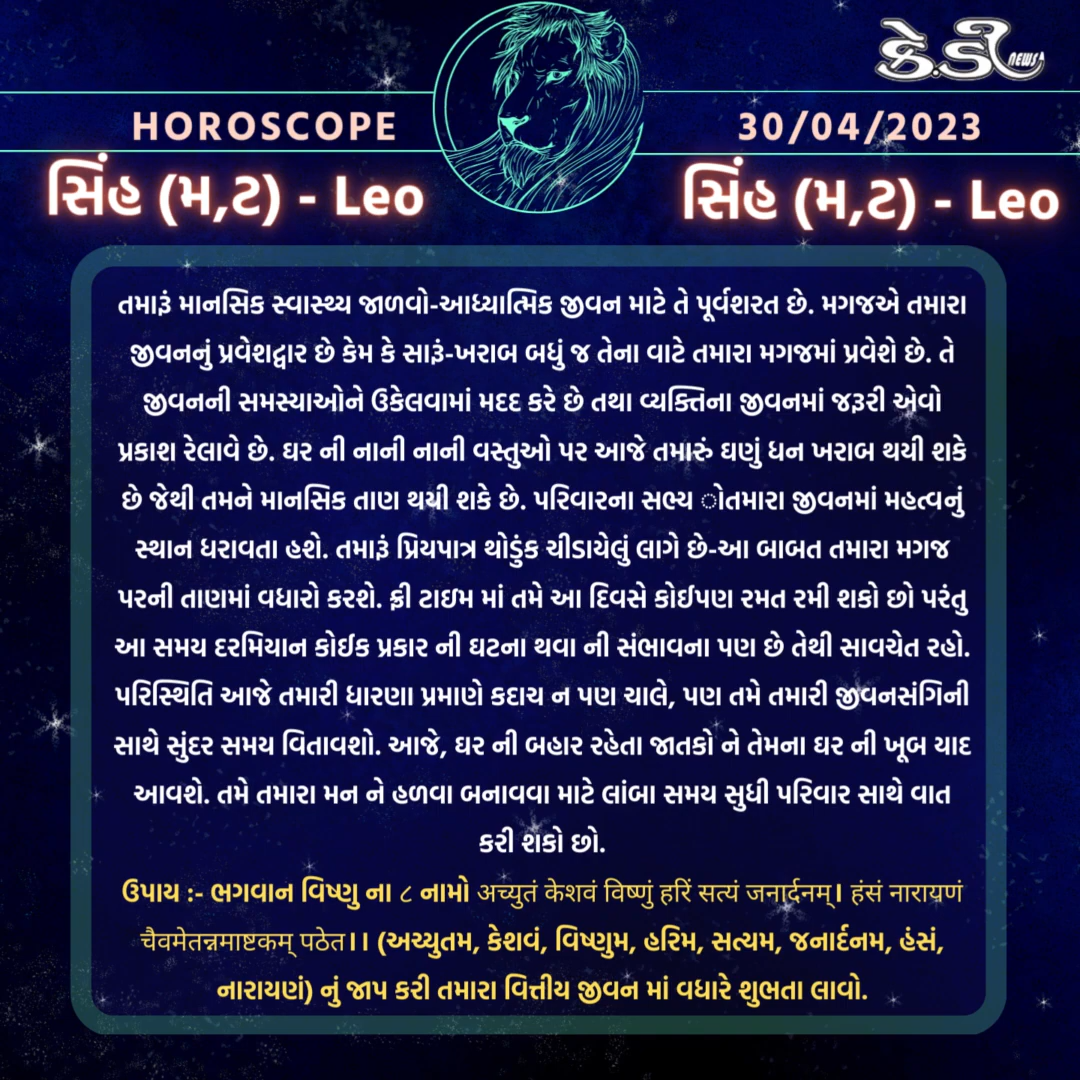 કે.ડી NEWS
HOROSCOPE
30/04/2023
સિંહ (મ,ટ) - Leo
સિંહ (મ,ટ) - Leo
તમારૂં માનસિક સ્વાસ્થ્ય જાળવો-આધ્યાત્મિક જીવન માટે તે પૂર્વશરત છે. મગજએ તમારા
જીવનનું પ્રવેશદ્વાર છે કેમ કે સારૂં-ખરાબ બધું જ તેના વાટે તમારા મગજમાં પ્રવેશે છે. તે
જીવનની સમસ્યાઓને ઉકેલવામાં મદદ કરે છે તથા વ્યક્તિના જીવનમાં જરૂરી એવો
પ્રકાશ રેલાવે છે. ઘર ની નાની નાની વસ્તુઓ પર આજે તમારું ઘણું ધન ખરાબ થયી શકે
છે જેથી તમને માનસિક તાણ થયી શકે છે. પરિવારના સભ્ય ોતમારા જીવનમાં મહત્વનું
સ્થાન ધરાવતા હશે. તમારૂં પ્રિયપાત્ર થોડુંક ચીડાયેલું લાગે છે-આ બાબત તમારા મગજ
પરની તાણમાં વધારો કરશે. ફ્રી ટાઇમ માં તમે આ દિવસે કોઈપણ રમત રમી શકો છો પરંતુ
આ સમય દરમિયાન કોઈક પ્રકાર ની ઘટના થવા ની સંભાવના પણ છે તેથી સાવચેત રહો.
પરિસ્થિતિ આજે તમારી ધારણા પ્રમાણે કદાચ ન પણ ચાલે, પણ તમે તમારી જીવનસંગિની
સાથે સુંદર સમય વિતાવશો. આજે, ઘર ની બહાર રહેતા જાતકો ને તેમના ઘર ની ખૂબ યાદ
આવશે. તમે તમારા મન ને હળવા બનાવવા માટે લાંબા સમય સુધી પરિવાર સાથે વાત
કરી શકો છો.
ઉપાય :- ભગવાન વિષ્ણુ ના ૮ નામો अच्युतं केशवं विष्णुं हरिं सत्यं जनार्दनम्। हंसं नारायणं
चैवमेतन्नमाष्टकम् पठेत।। (અચ્યુતમ, કેશવં, વિષ્ણુમ, હરિમ, સત્યમ, જનાર્દનમ, હંસં,
નારાયણં) નું જાપ કરી તમારા વિત્તીય જીવન માં વધારે શુભતા લાવો.